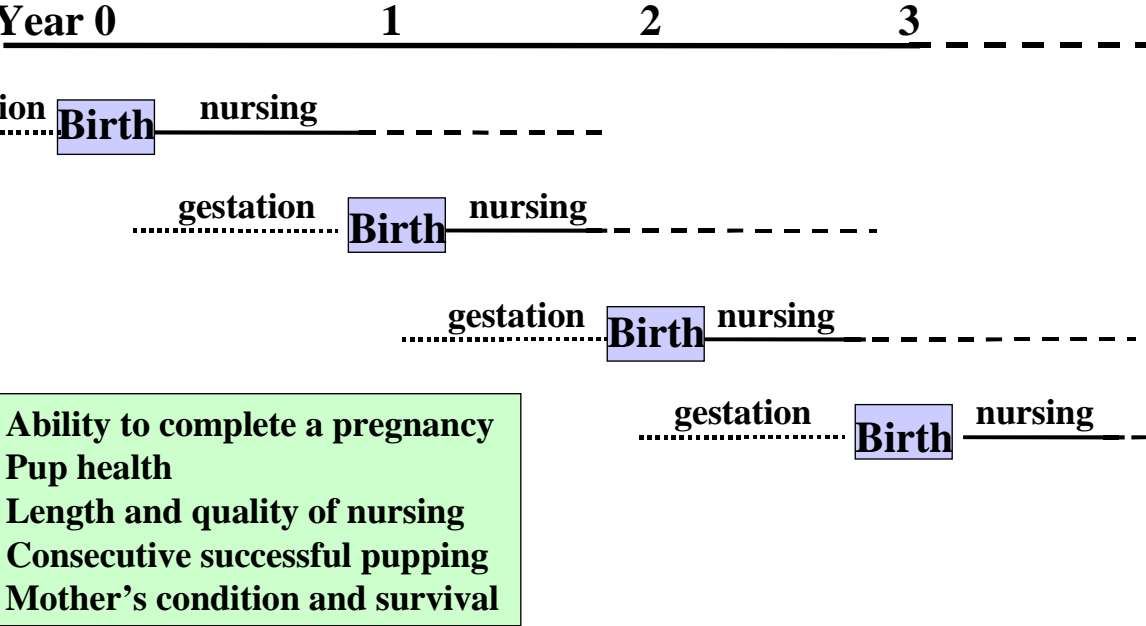 Year 0 1 2 3
ion Birth nursing
gestation Birth nursing
gestation Birth nursing
gestation Birth nursing
Ability to complete a pregnancy
Pup health
Length and quality of nursing
Consecutive successful pupping
Mother's condition and survival